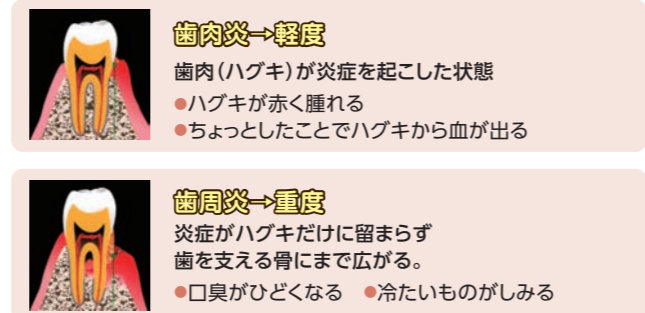 歯肉炎→軽度
歯肉（ハグキ）が炎症を起こした状態
●ハグキが赤く腫れる
●ちょっとしたことでハグキから血が出る
歯周炎→重度
炎症がハグキだけに留まらず
歯を支える骨にまで広がる。
●口臭がひどくなる ●冷たいものがしみる